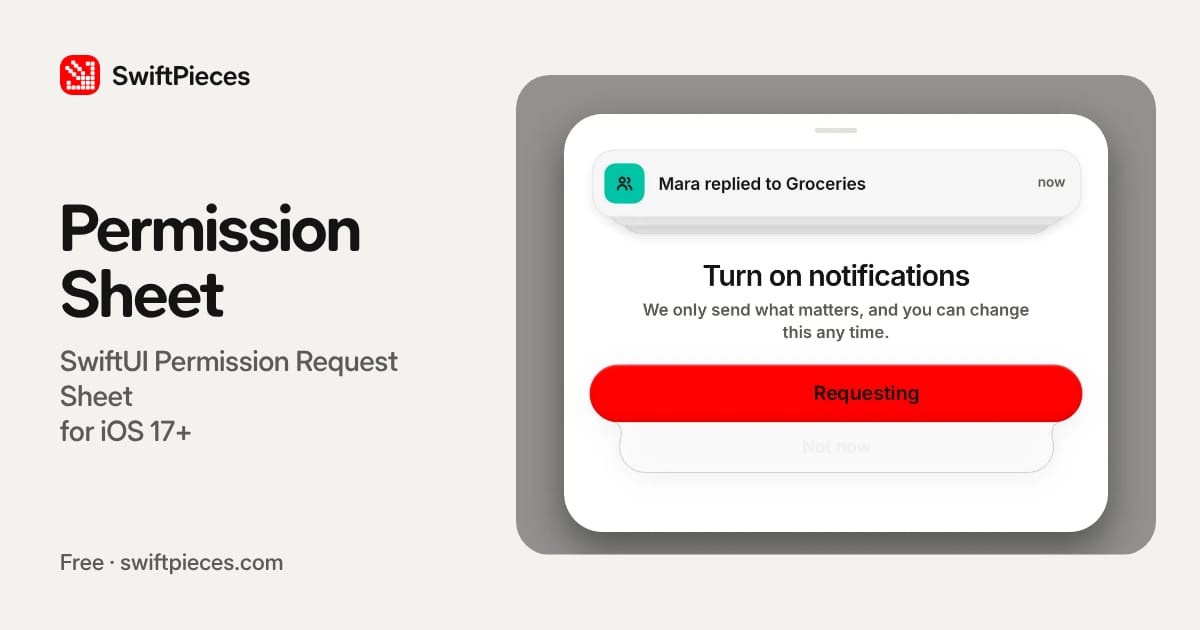 SwiftPieces
Permission
Sheet
SwiftUI Permission Request
Sheet
for iOS 17+
Free · swiftpieces.com
Mara replied to Groceries
now
Turn on notifications
We only send what matters, and you can change
this any time.
Requesting
Not now